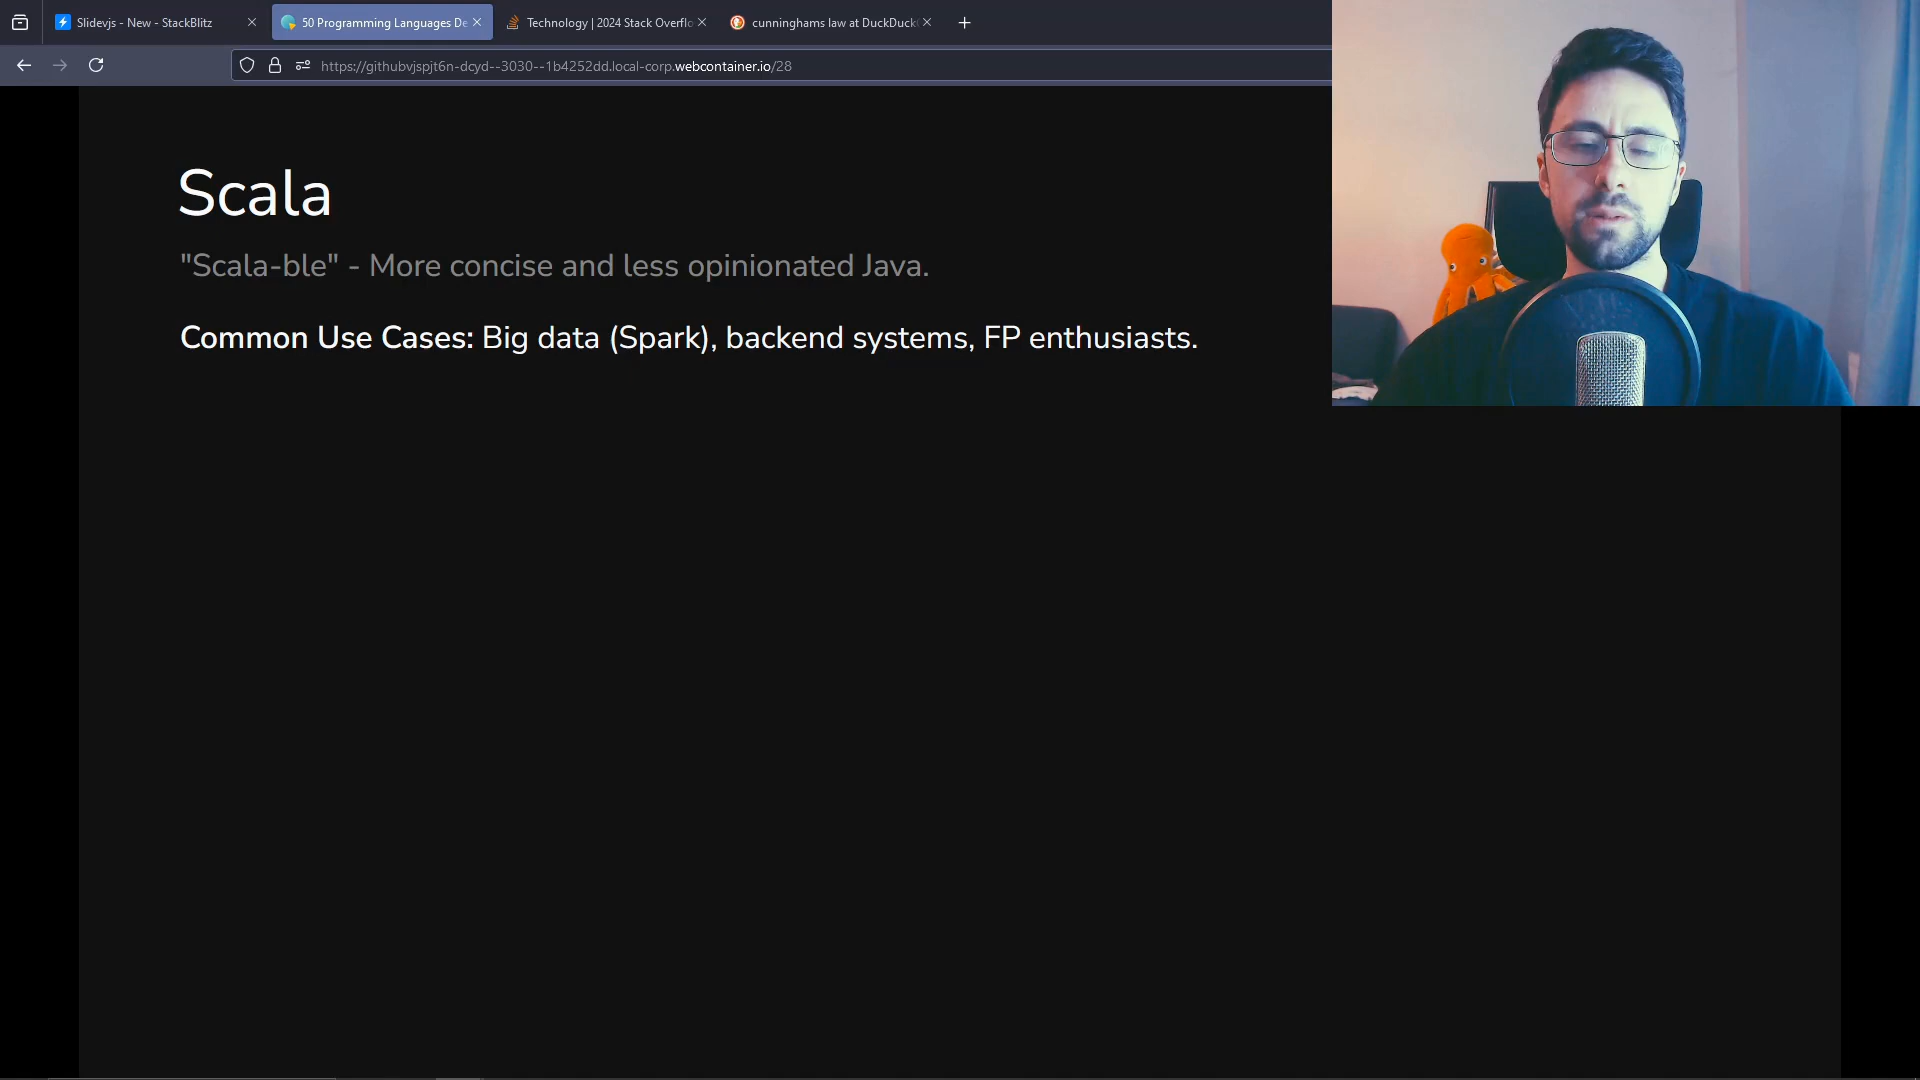 Slidevjs - New - StackBlitz
50 Programming Languages De
Technology | 2024 Stack Overflo
cunninghams law at DuckDuck
https://githubvjspjt6n-dcyd--3030--1b4252dd.local-corp.webcontainer.io/28
Scala
"Scala-ble" - More concise and less opinionated Java.
Common Use Cases: Big data (Spark), backend systems, FP enthusiasts.